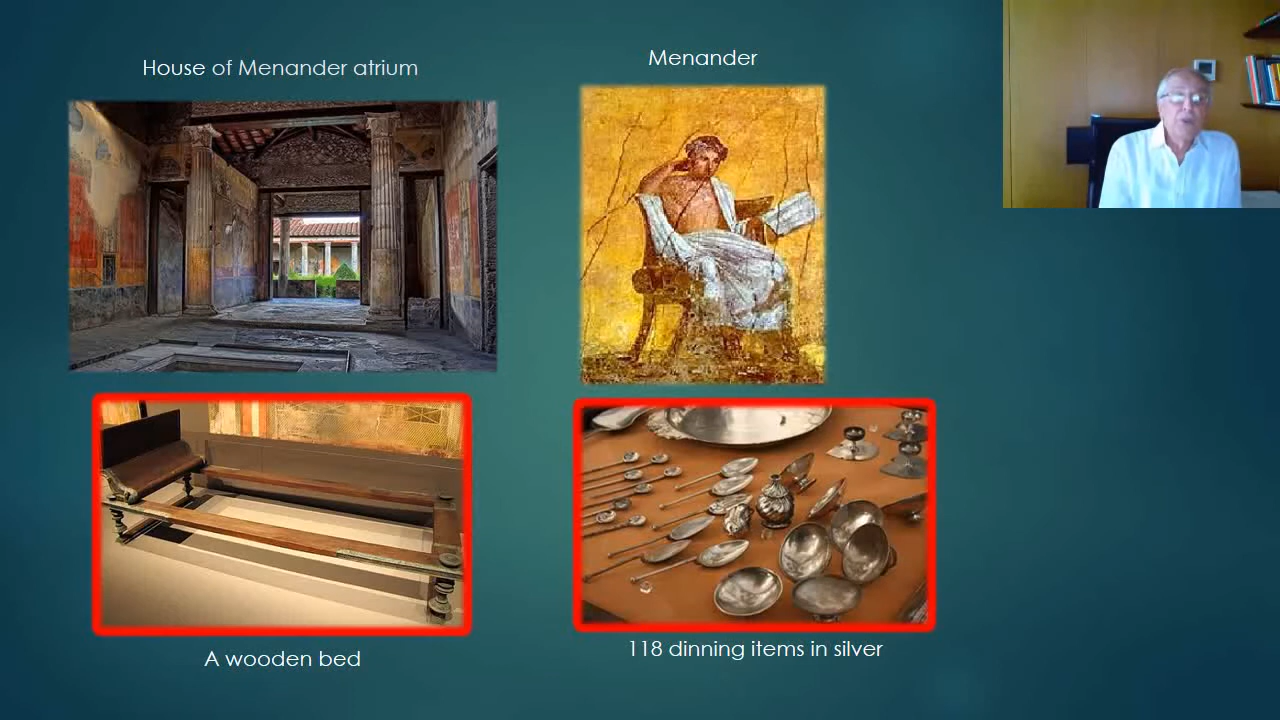 House of Menander atrium
Menander
A wooden bed
118 dinning items in silver